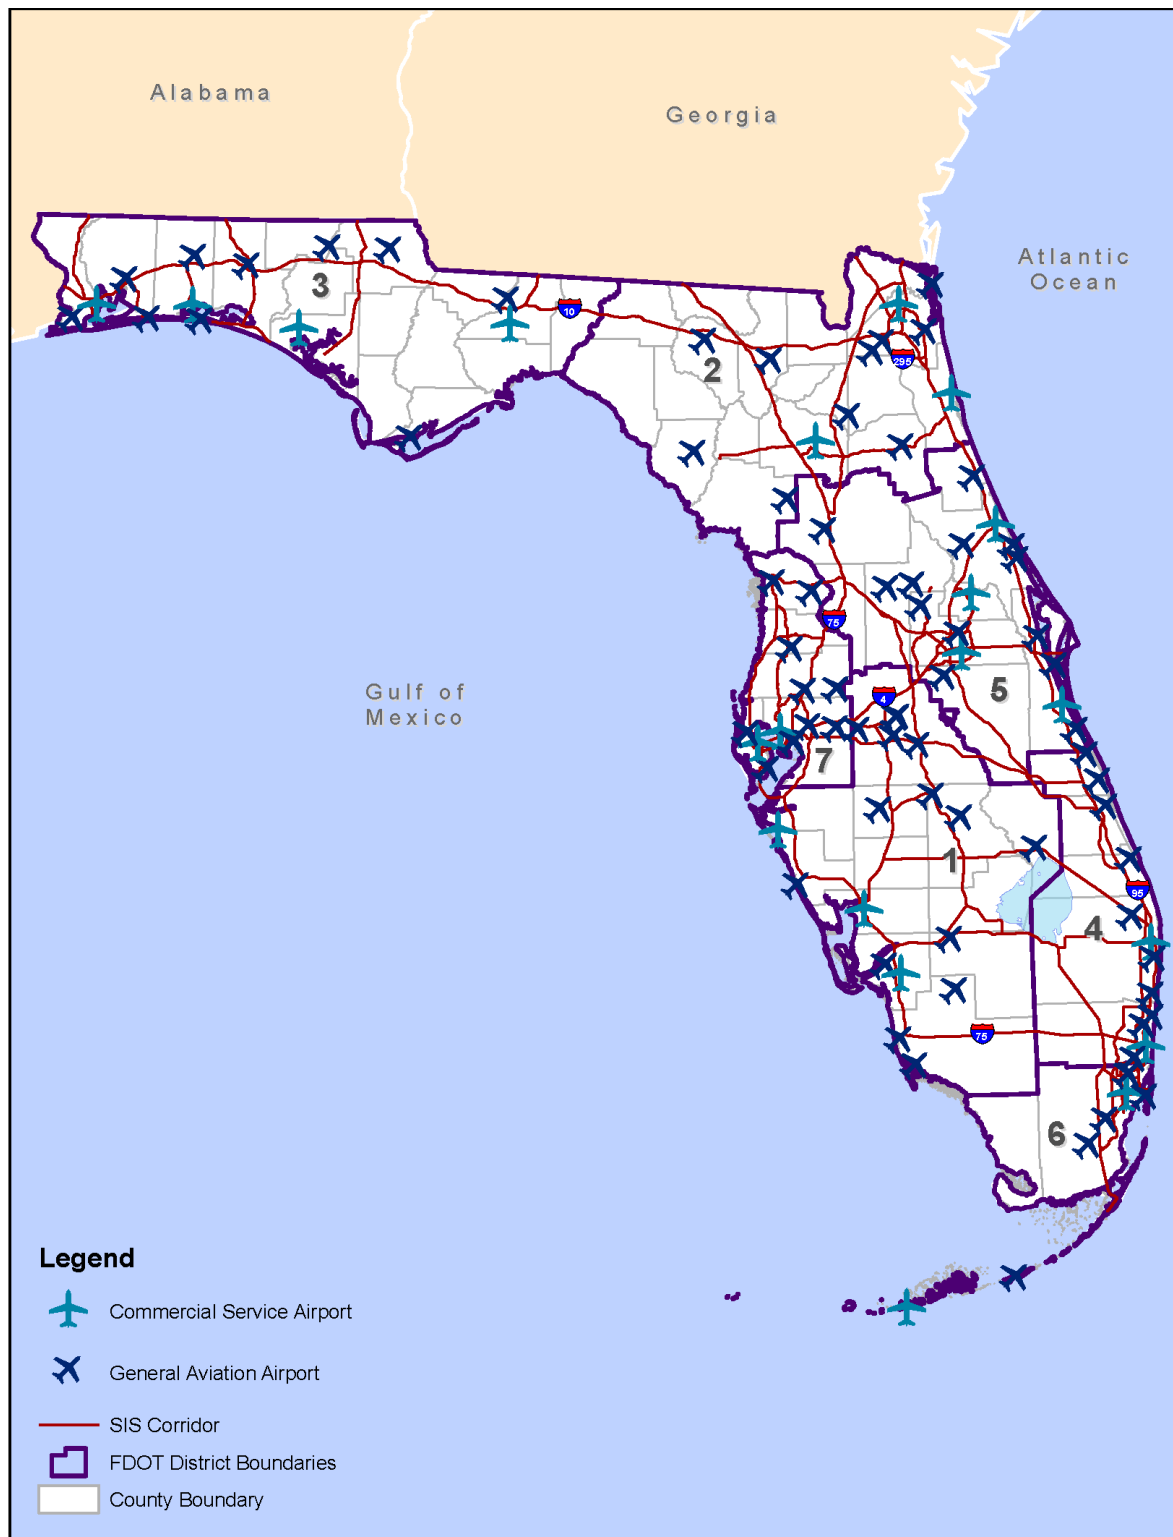 Alabama
Georgia
Atlantic
Ocean
3
10
2
295
75
Gulf of
Mexico
4
5
7
1
95
4
75
6
Legend
Commercial Service Airport
General Aviation Airport
SIS Corridor
FDOT District Boundaries
County Boundary